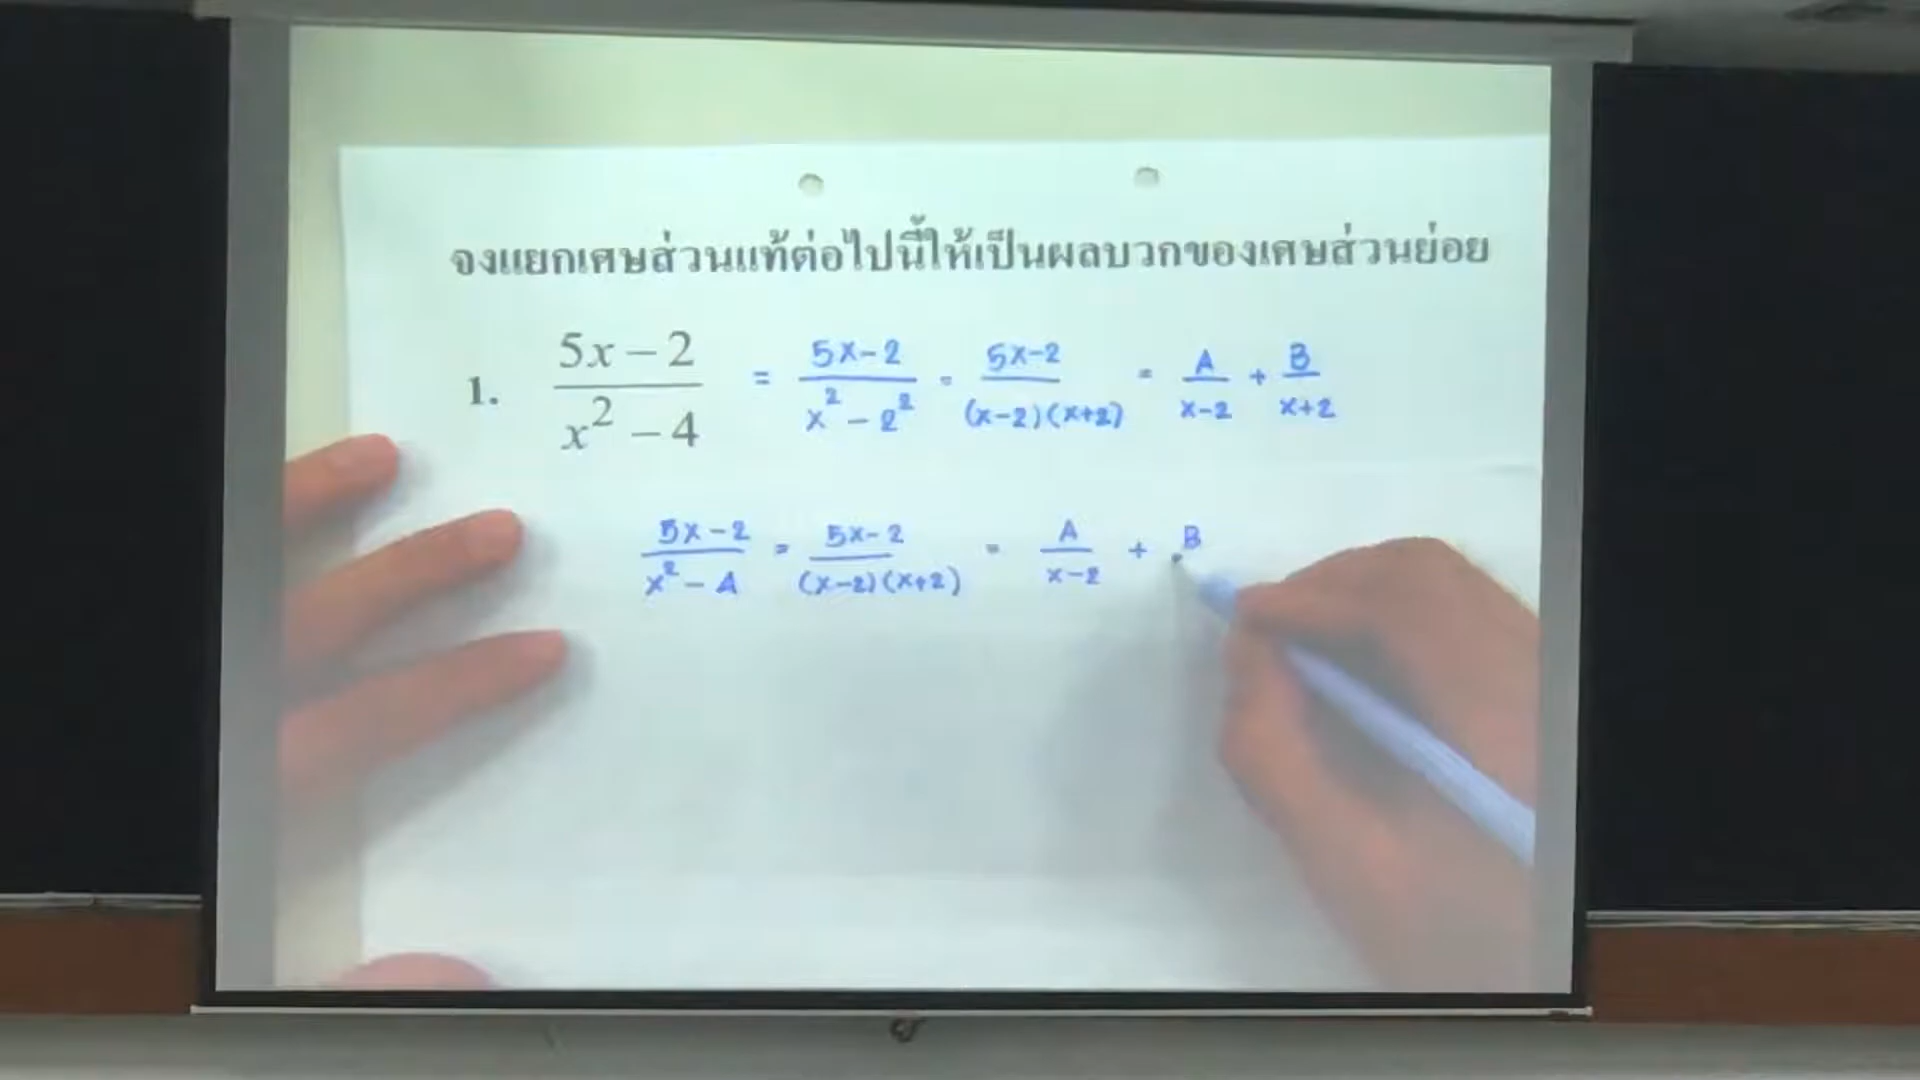 จงแยกเศษส่วนแท้ต่อไปนี้ให้เป็นผลบวกของเศษส่วนย่อย
1. (5x − 2)/(x² − 4) = (5x−2)/(x² − 2²) = (5x−2)/((x−2)(x+2)) = A/(x−2) + B/(x+2)
(5x−2)/(x² − 4) = (5x−2)/((x−2)(x+2)) = A/(x−2) + B